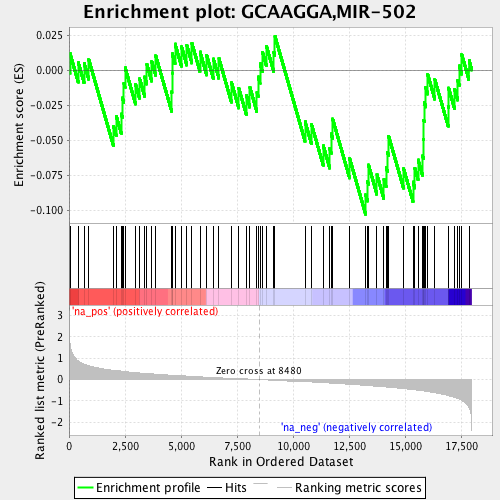 Enrichment plot: GCAAGGA,MIR-502
Enrichment score (ES)
0.025
0.000
-0.025
-0.050
-0.075
-0.100
'na_pos' (positively correlated)
Ranked list metric (PreRanked)
3
2
1
0
-1
-2
Zero cross at 8480
'na_neg' (negatively correlated)
0
2,500
5,000
7,500
10,000
12,500
15,000
17,500
Rank in Ordered Dataset
Enrichment profile
Hits
Ranking metric scores